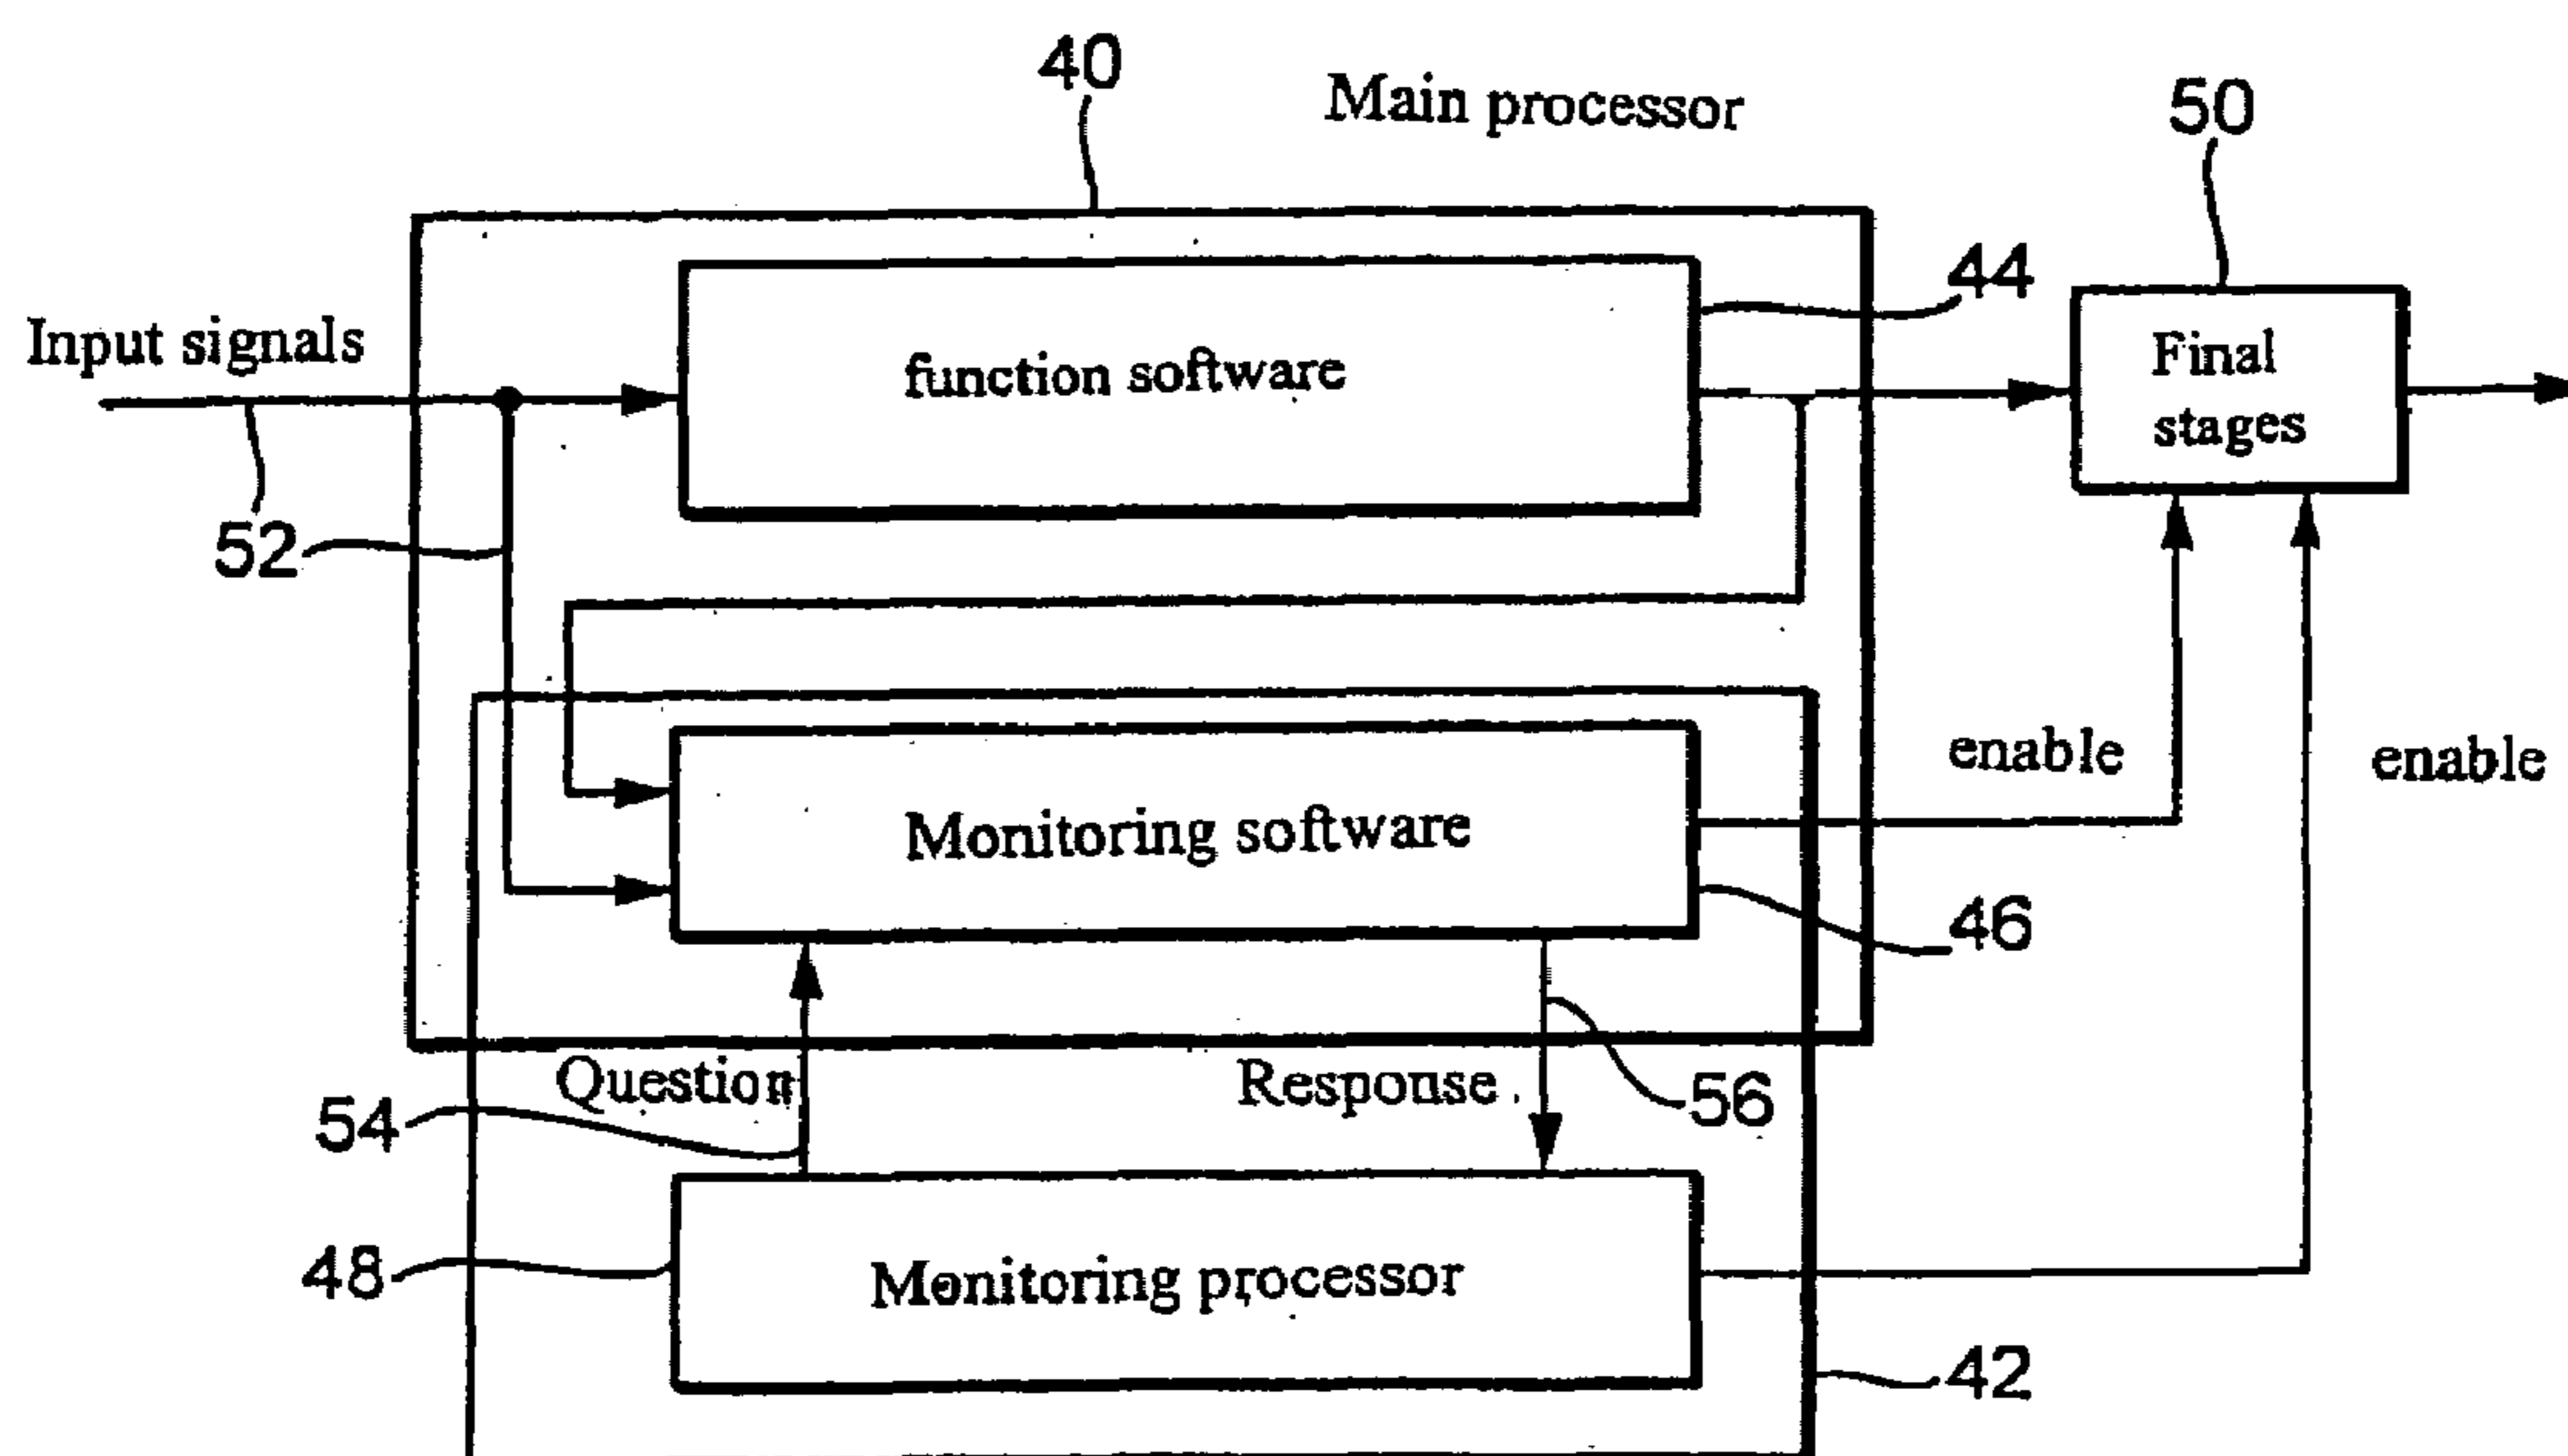 40
Main processor
50
44
Input signals
function software
Final
stages
52
enable
enable
Monitoring software
46
Question
Response
54
56
48
Monitoring processor
42